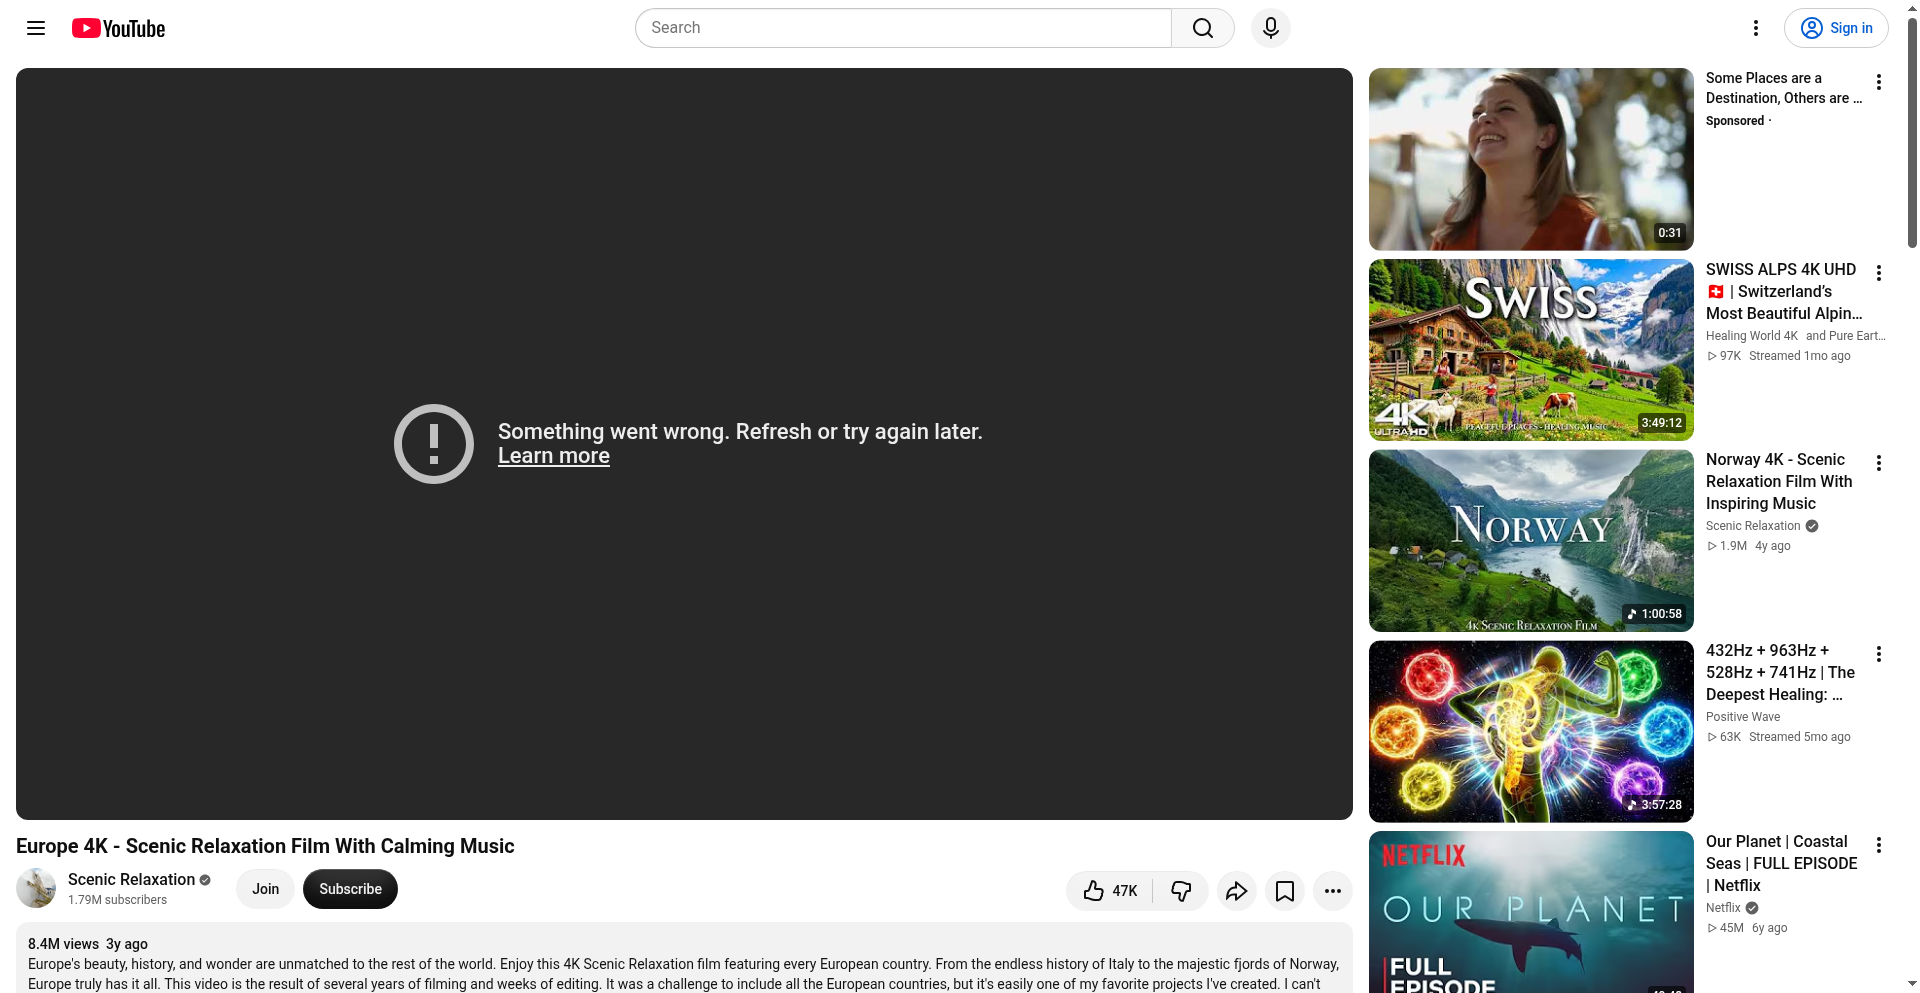 YouTube
Search
Sign in
Something went wrong. Refresh or try again later.
Learn more
Europe 4K - Scenic Relaxation Film With Calming Music
Scenic Relaxation
1.79M subscribers
Join
Subscribe
47K
8.4M views 3y ago
Europe's beauty, history, and wonder are unmatched to the rest of the world. Enjoy this 4K Scenic Relaxation film featuring every European country. From the endless history of Italy to the majestic fjords of Norway,
Europe truly has it all. This video is the result of several years of filming and weeks of editing. It was a challenge to include all the European countries, but it's easily one of my favorite projects I've created. I can't
0:31
Some Places are a
Destination, Others are ...
Sponsored ·
SWISS
4K
ULTRA HD
PEACEFUL PLACES - HEALING MUSIC
3:49:12
SWISS ALPS 4K UHD
🇨🇭 | Switzerland’s
Most Beautiful Alpin...
Healing World 4K and Pure Eart...
97K Streamed 1mo ago
NORWAY
4K SCENIC RELAXATION FILM
1:00:58
Norway 4K - Scenic
Relaxation Film With
Inspiring Music
Scenic Relaxation
1.9M 4y ago
3:57:28
432Hz + 963Hz +
528Hz + 741Hz | The
Deepest Healing: ...
Positive Wave
63K Streamed 5mo ago
NETFLIX
OUR PLANET
FULL
EPISODE
Our Planet | Coastal
Seas | FULL EPISODE
| Netflix
Netflix
45M 6y ago